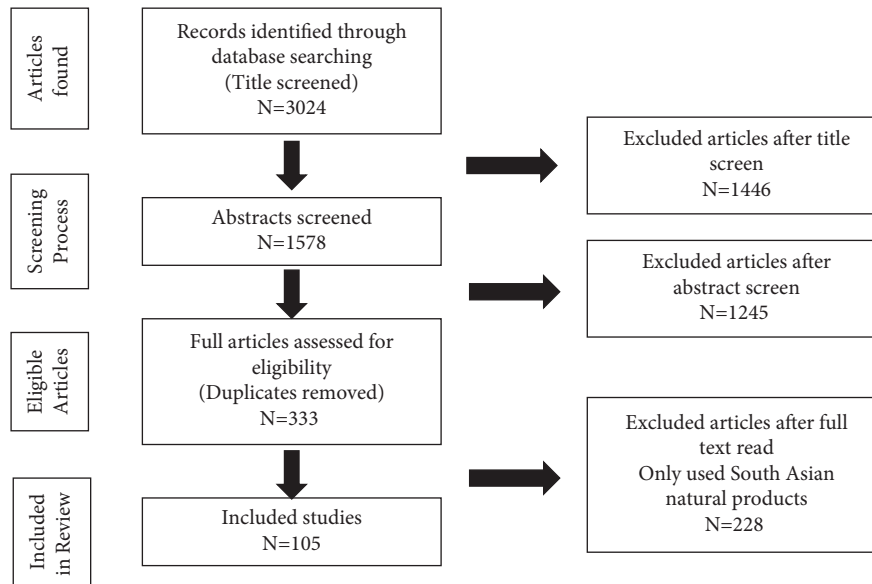 Articles
found
Records identified through
database searching
(Title screened)
N=3024
Excluded articles after title
screen
N=1446
Screening
Process
Abstracts screened
N=1578
Excluded articles after
abstract screen
N=1245
Eligible
Articles
Full articles assessed for
eligibility
(Duplicates removed)
N=333
Excluded articles after full
text read
Only used South Asian
natural products
N=228
Included
in Review
Included studies
N=105